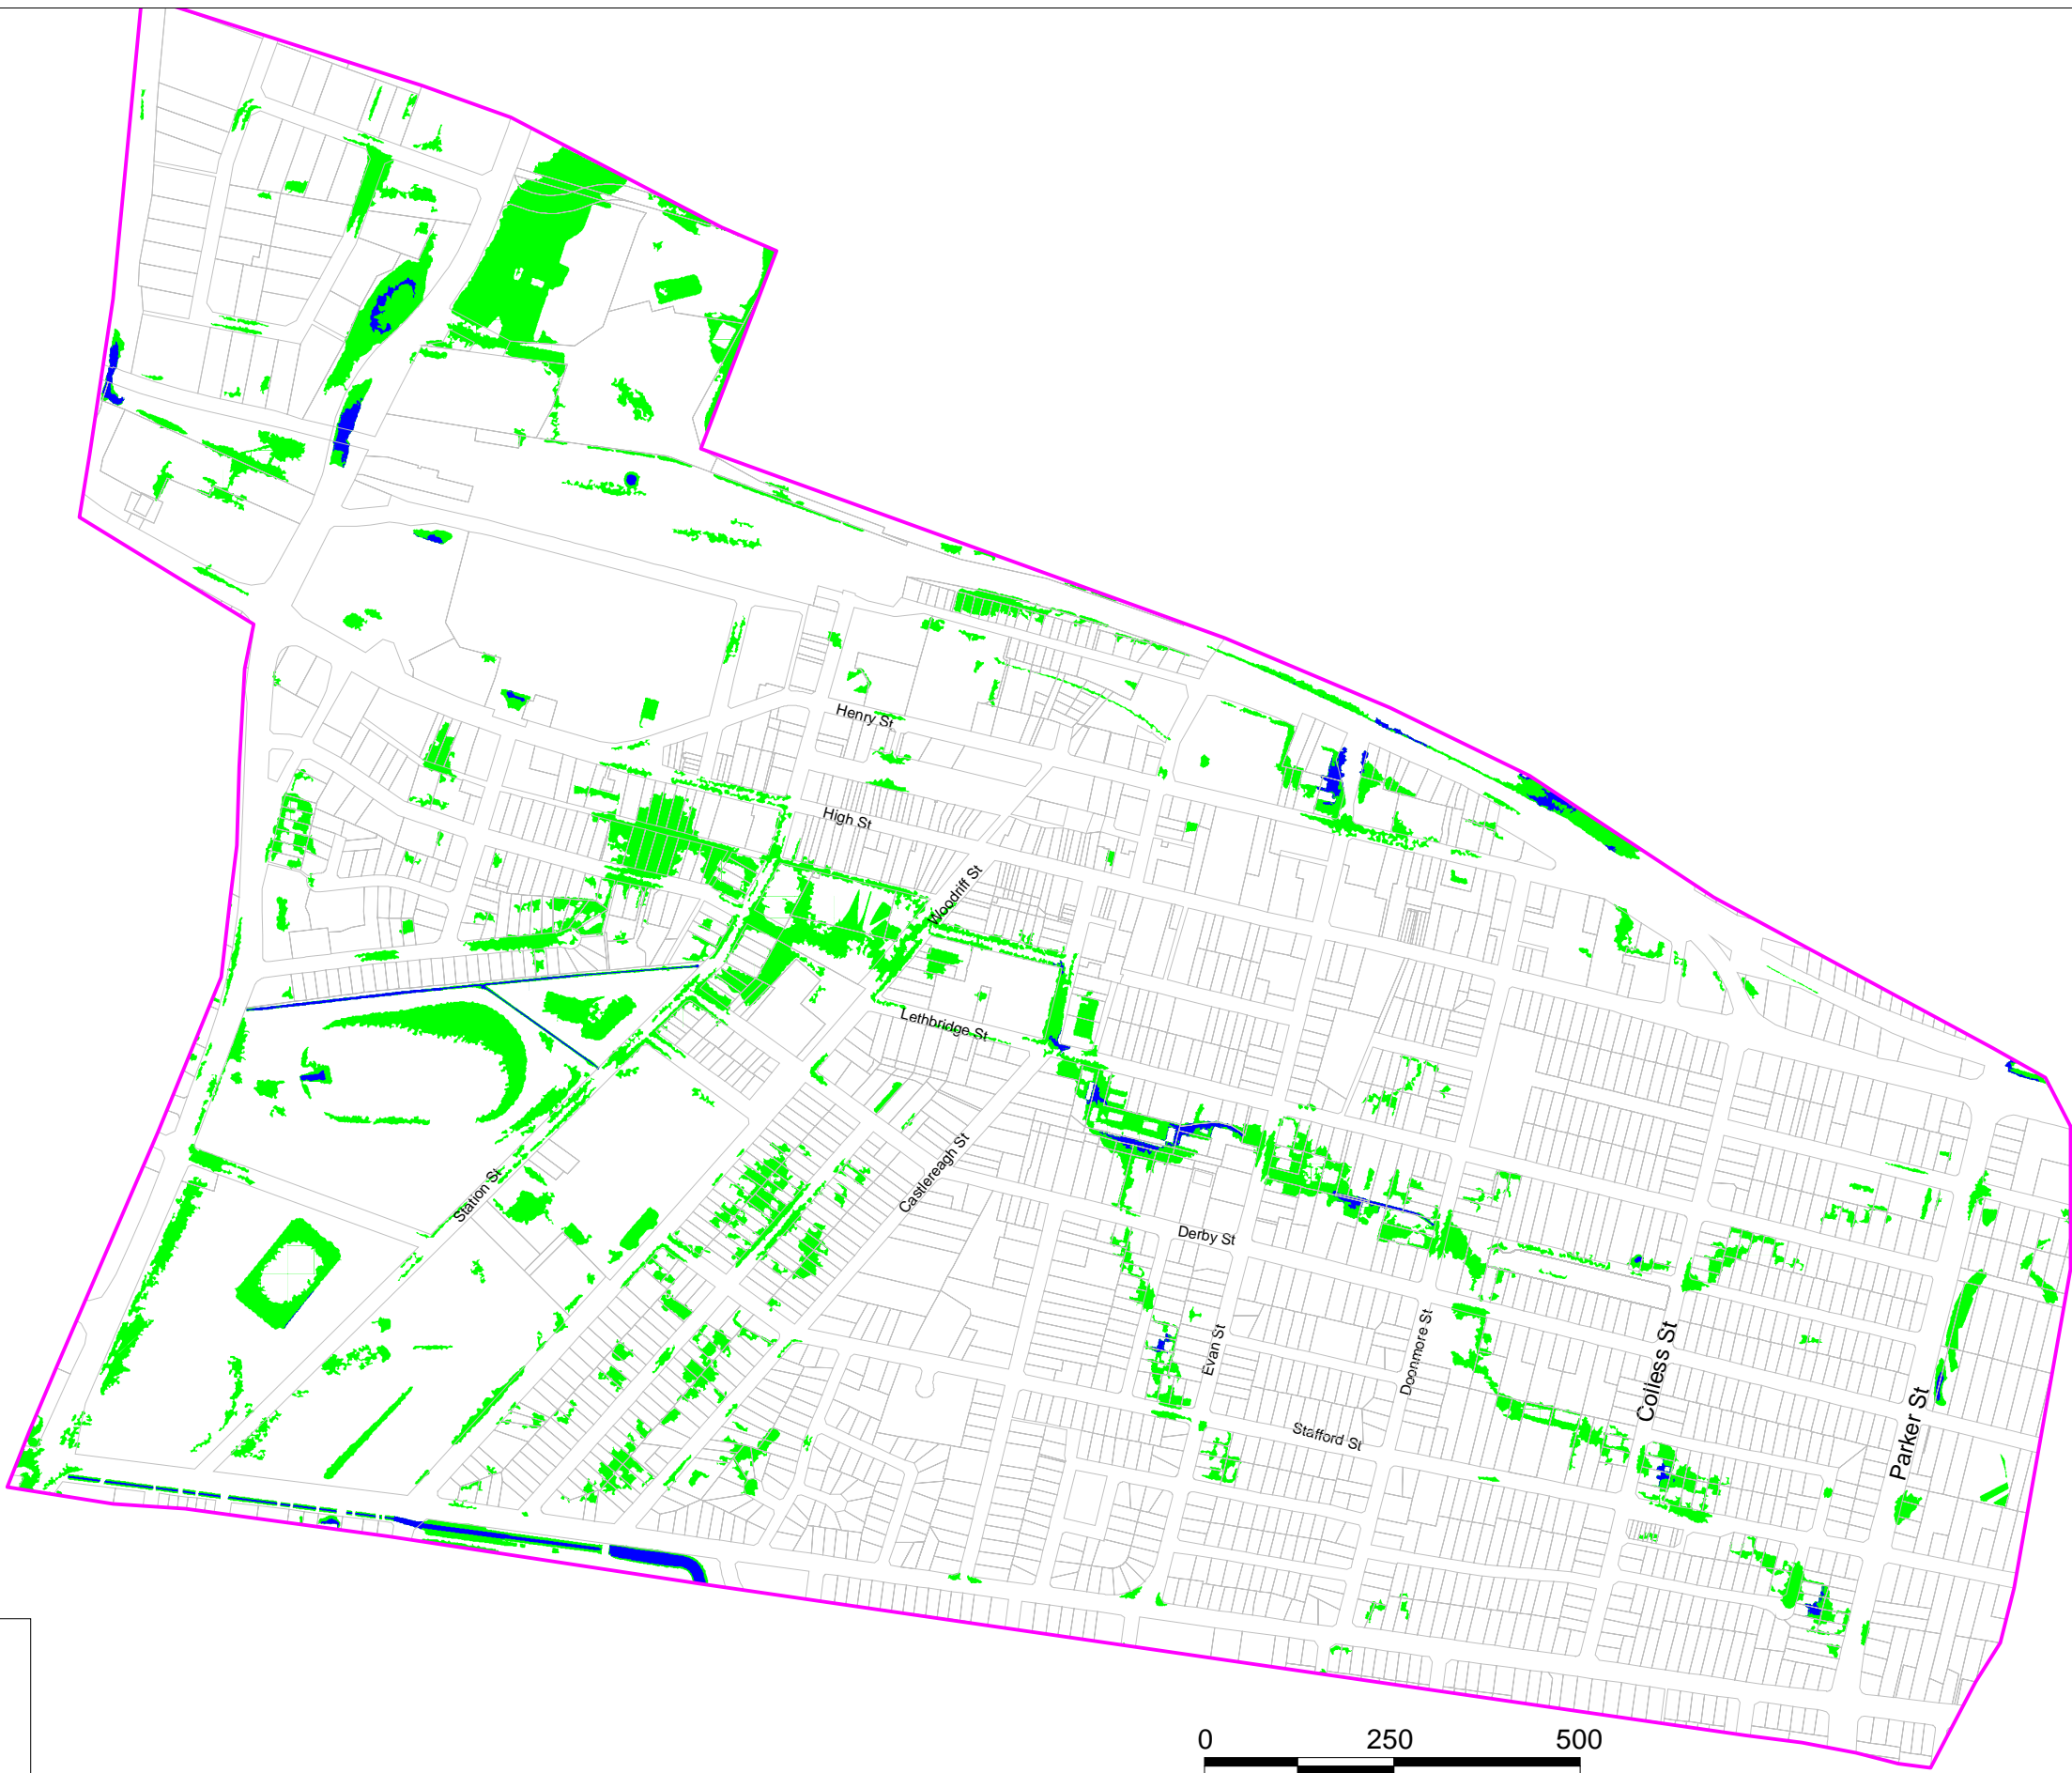 Henry St
High St
Woodriff St
Lethbridge St
Castlereagh St
Station St
Derby St
Evan St
Doonmore St
Colless St
Stafford St
Parker St
0 250 500